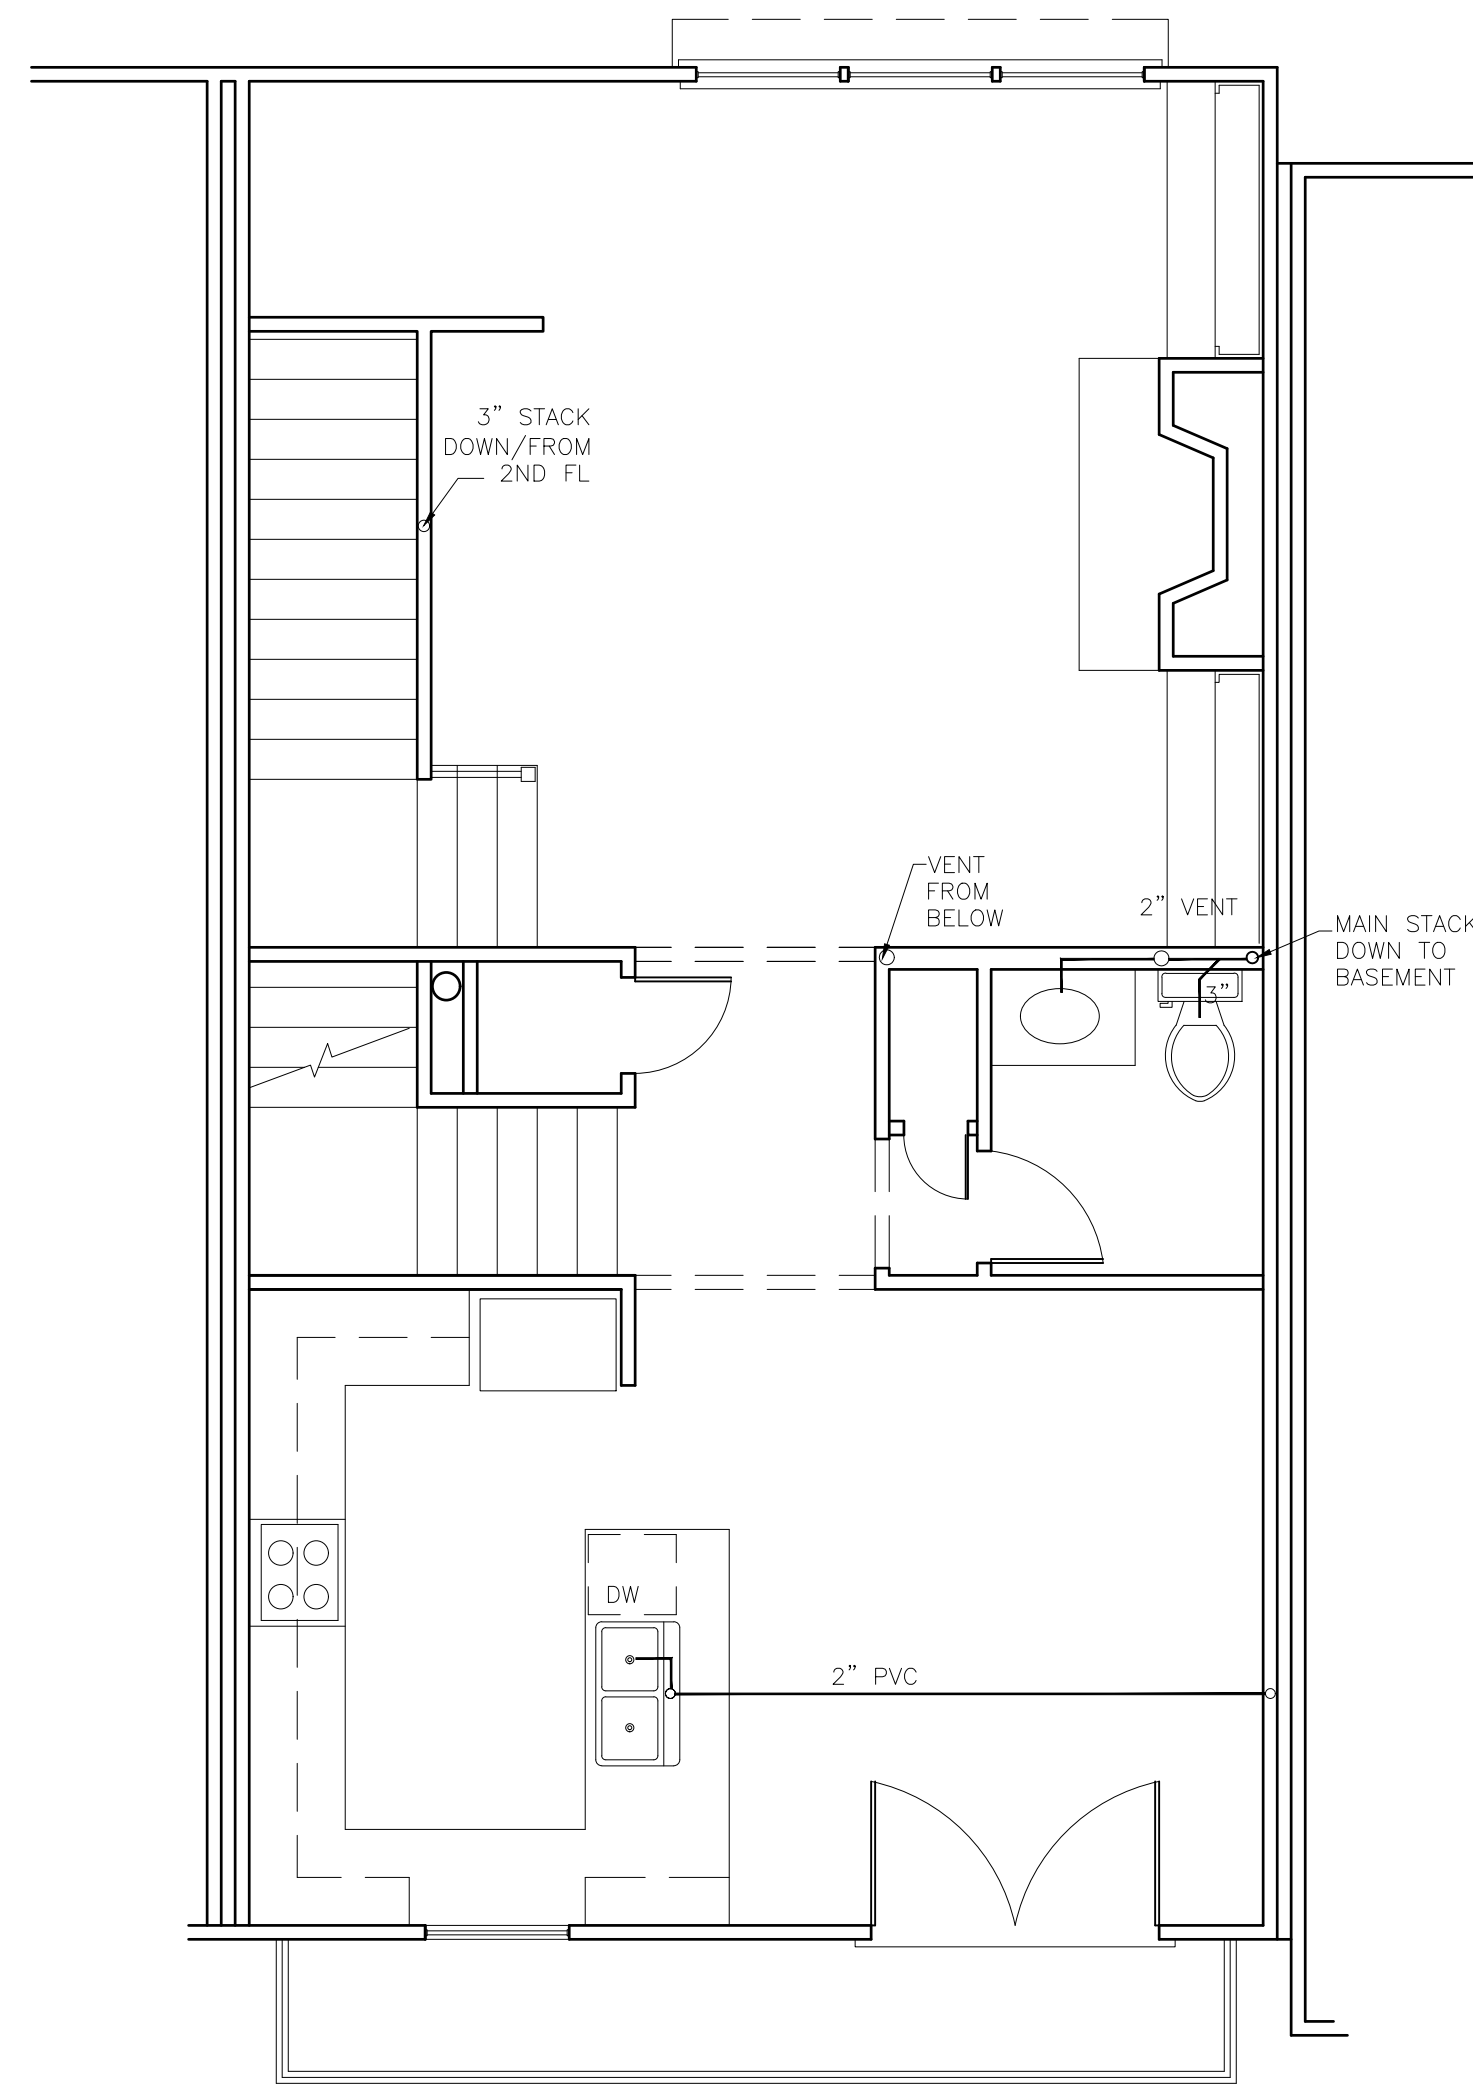 3” STACK
DOWN/FROM
2ND FL
VENT
FROM
BELOW
2” VENT
MAIN STACK
DOWN TO
BASEMENT
3”
DW
2” PVC